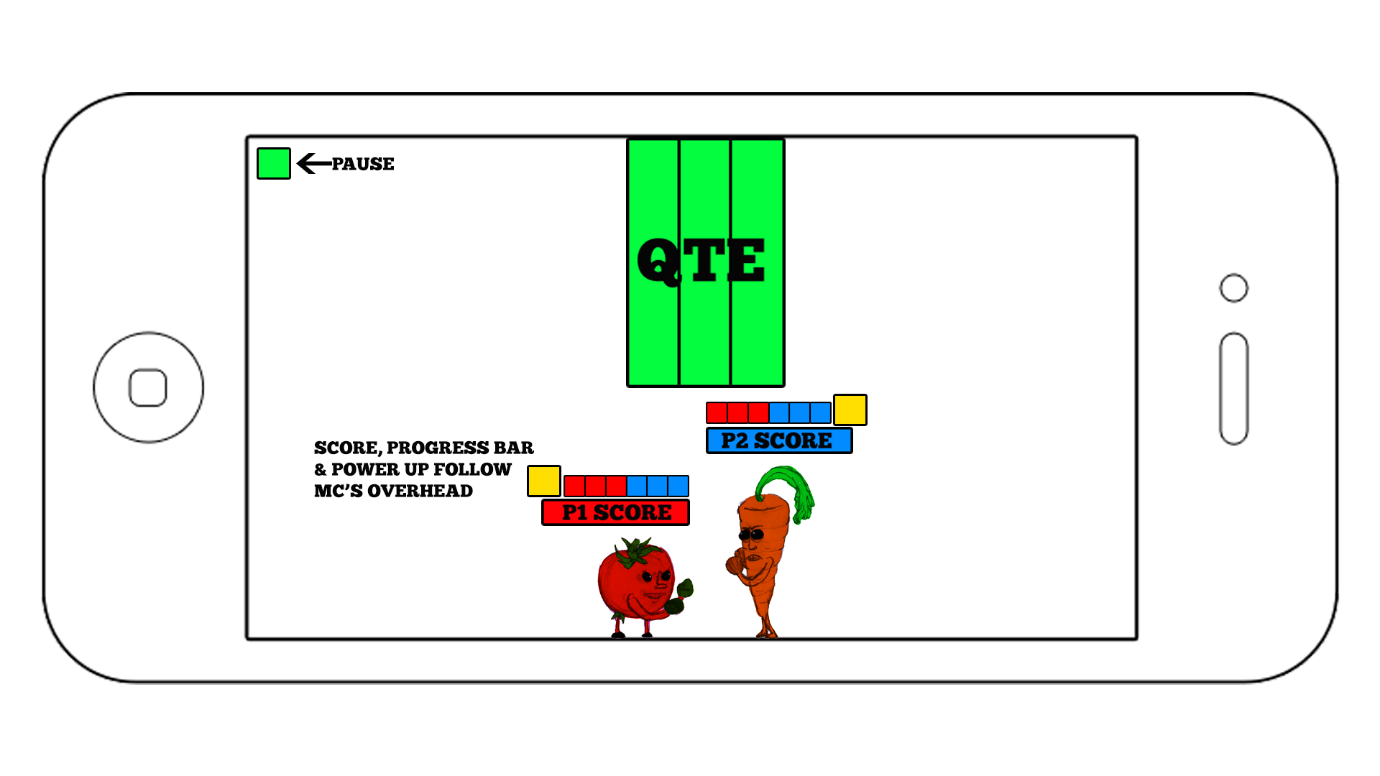 PAUSE
QTE
P2 SCORE
SCORE, PROGRESS BAR
& POWER UP FOLLOW
MC'S OVERHEAD
P1 SCORE